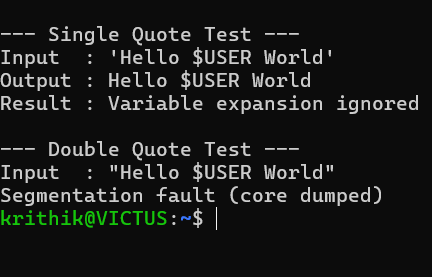 --- Single Quote Test ---
Input  : 'Hello $USER World'
Output : Hello $USER World
Result : Variable expansion ignored
--- Double Quote Test ---
Input  : "Hello $USER World"
Segmentation fault (core dumped)
krithik@VICTUS:~$